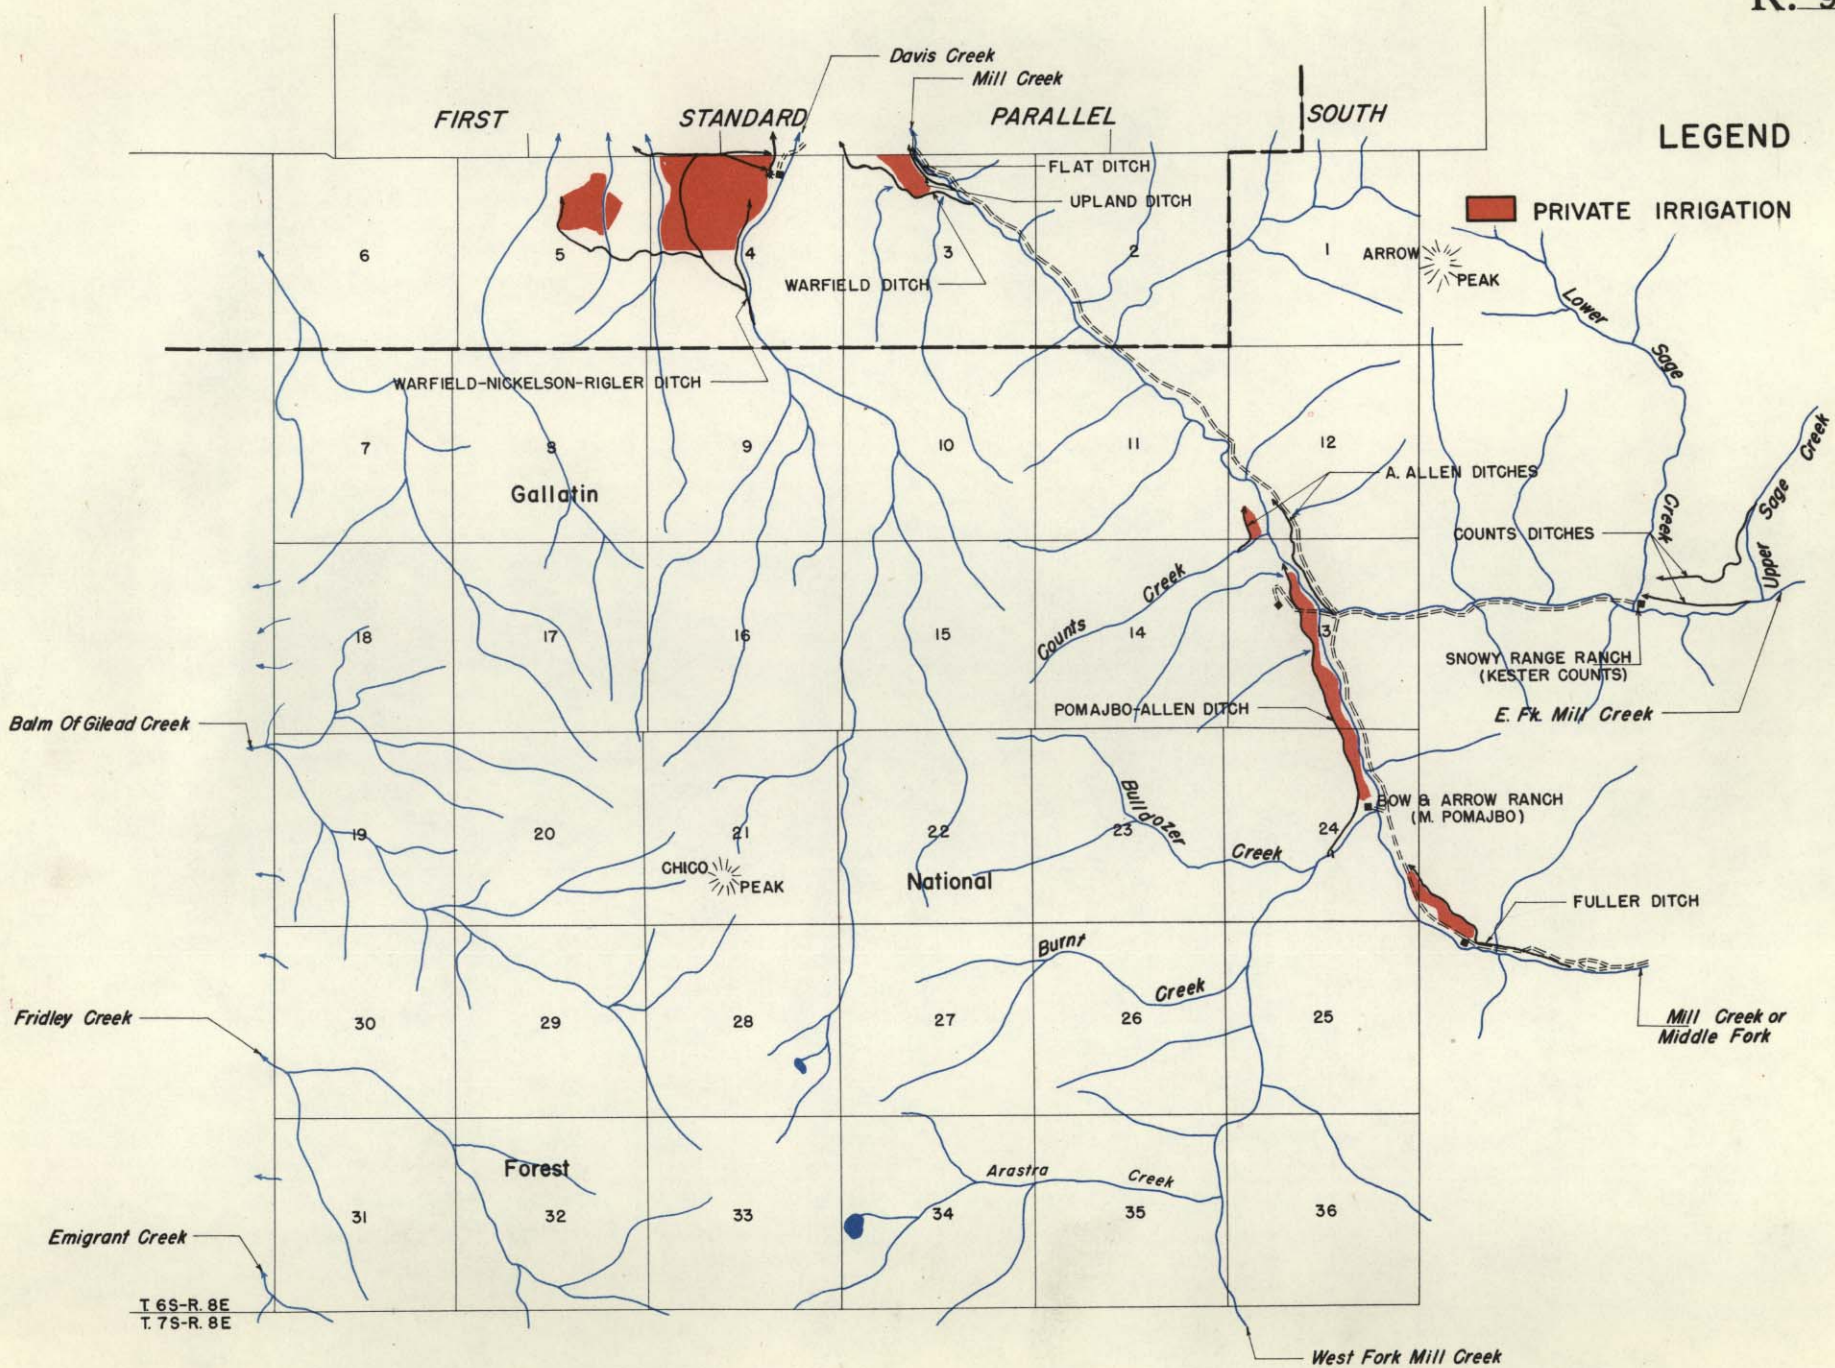 R. 9
Davis Creek
Mill Creek
FIRST STANDARD PARALLEL SOUTH
LEGEND
FLAT DITCH
UPLAND DITCH
PRIVATE IRRIGATION
6
5
4
3
2
1
ARROW
PEAK
WARFIELD DITCH
Lower
Sage
Creek
WARFIELD-NICKELSON-RIGLER DITCH
7
8
9
10
11
12
Gallatin
A. ALLEN DITCHES
COUNTS DITCHES
Upper
Sage
Creek
Counts
Creek
18
17
16
15
14
13
SNOWY RANGE RANCH
(KESTER COUNTS)
POMAJBO-ALLEN DITCH
E. Fk. Mill Creek
Balm Of Gilead Creek
Bulldozer
Creek
BOW & ARROW RANCH
(M. POMAJBO)
19
20
21
22
23
24
CHICO
PEAK
National
FULLER DITCH
Burnt
Creek
Fridley Creek
30
29
28
27
26
25
Mill Creek or
Middle Fork
Forest
Arastra
Creek
31
32
33
34
35
36
Emigrant Creek
T. 6S-R. 8E
T. 7S-R. 8E
West Fork Mill Creek